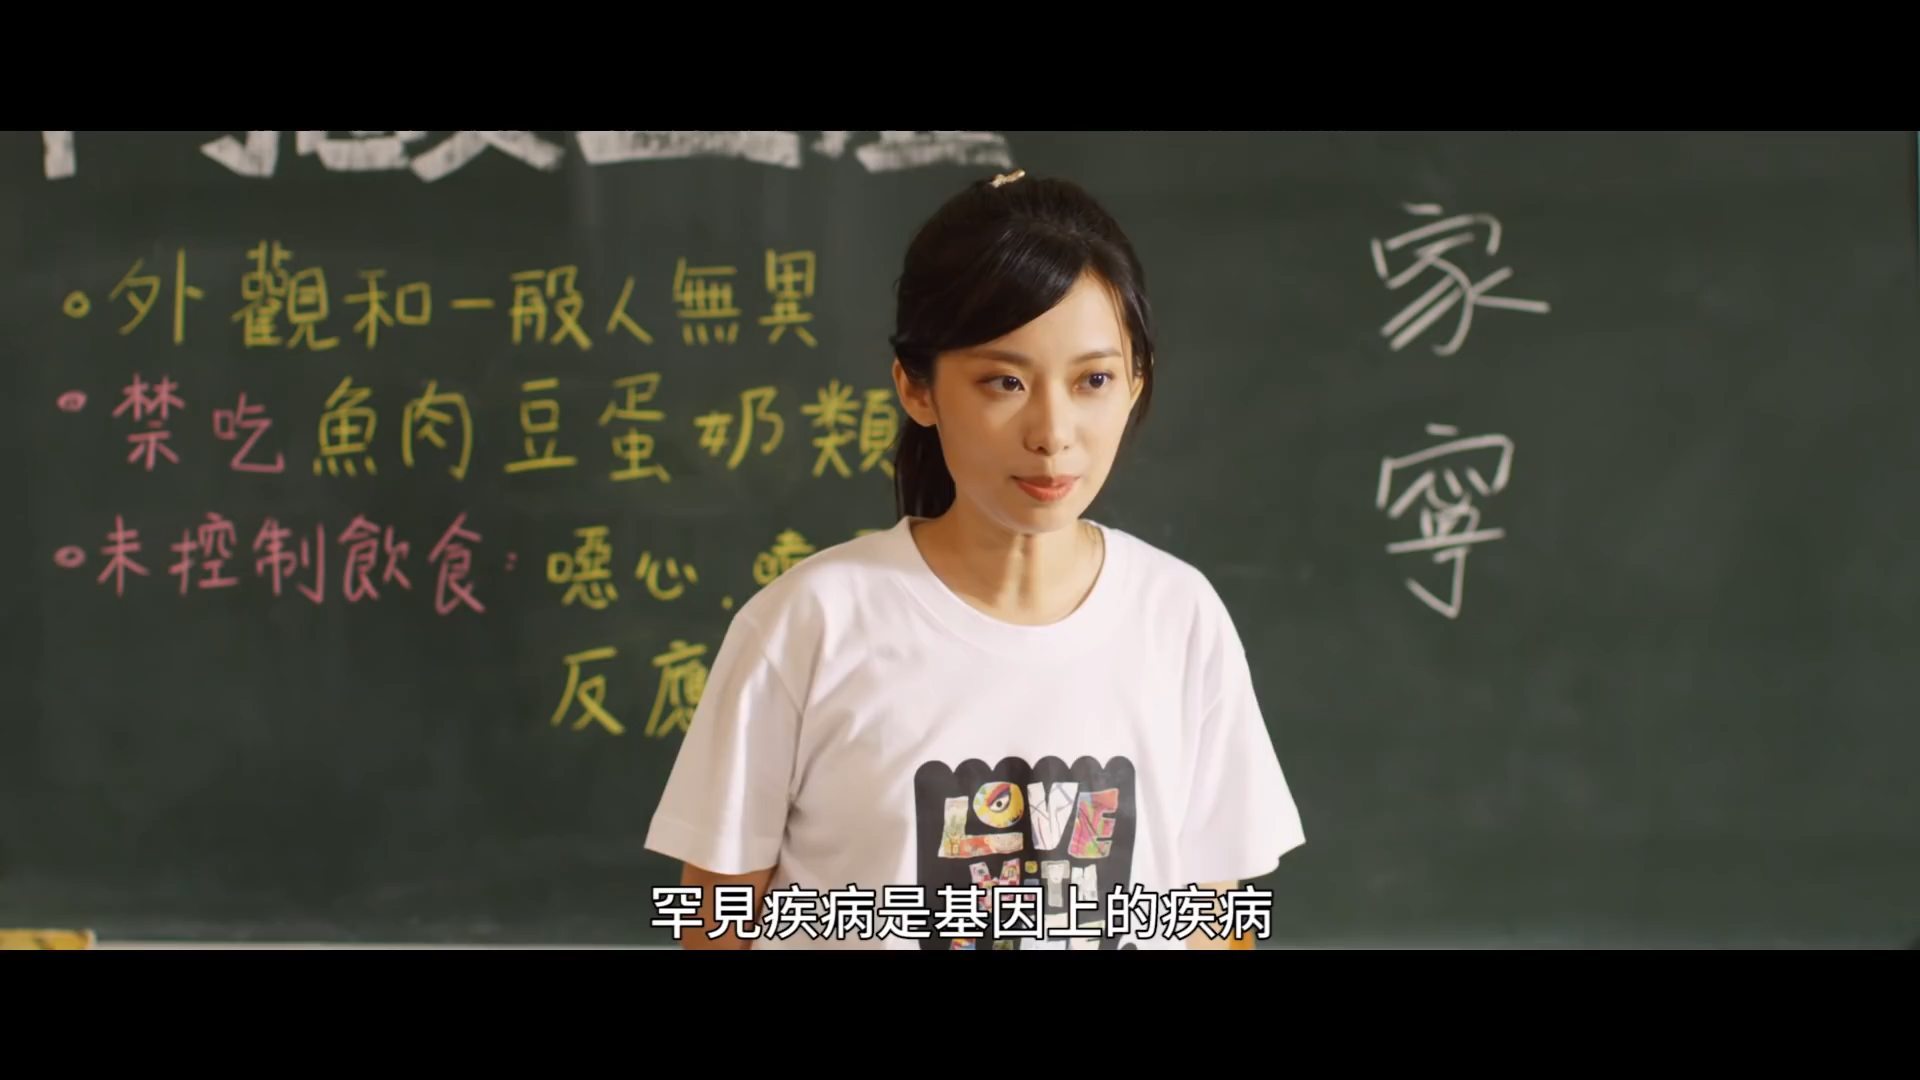 外觀和一般人無異
禁吃魚肉豆蛋奶類
未控制飲食：噁心、
反應
家寧
LOVE
WITH
罕見疾病是基因上的疾病